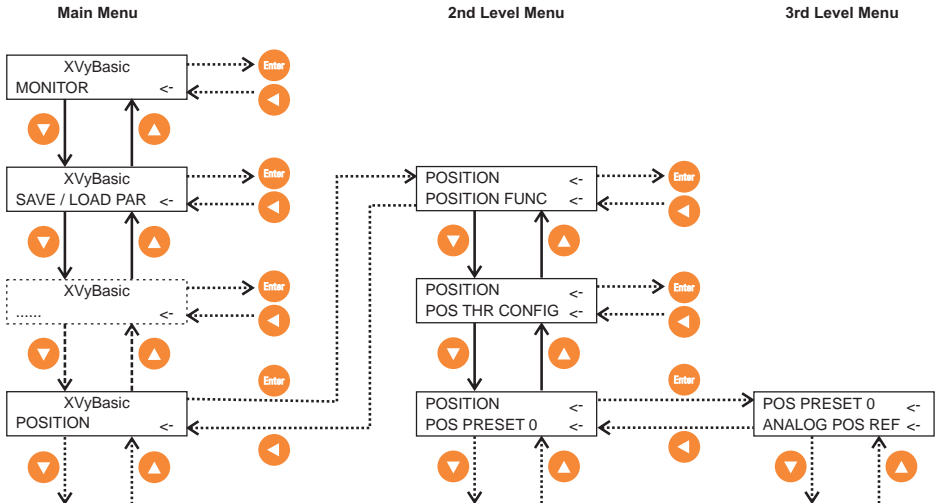 Main Menu
2nd Level Menu
3rd Level Menu
XVyBasic
MONITOR <-
Enter
XVyBasic
SAVE / LOAD PAR <-
Enter
POSITION <-
POSITION FUNC <-
Enter
XVyBasic
...... <-
Enter
POSITION <-
POS THR CONFIG <-
Enter
XVyBasic
POSITION <-
Enter
POSITION <-
POS PRESET 0 <-
Enter
POS PRESET 0 <-
ANALOG POS REF <-